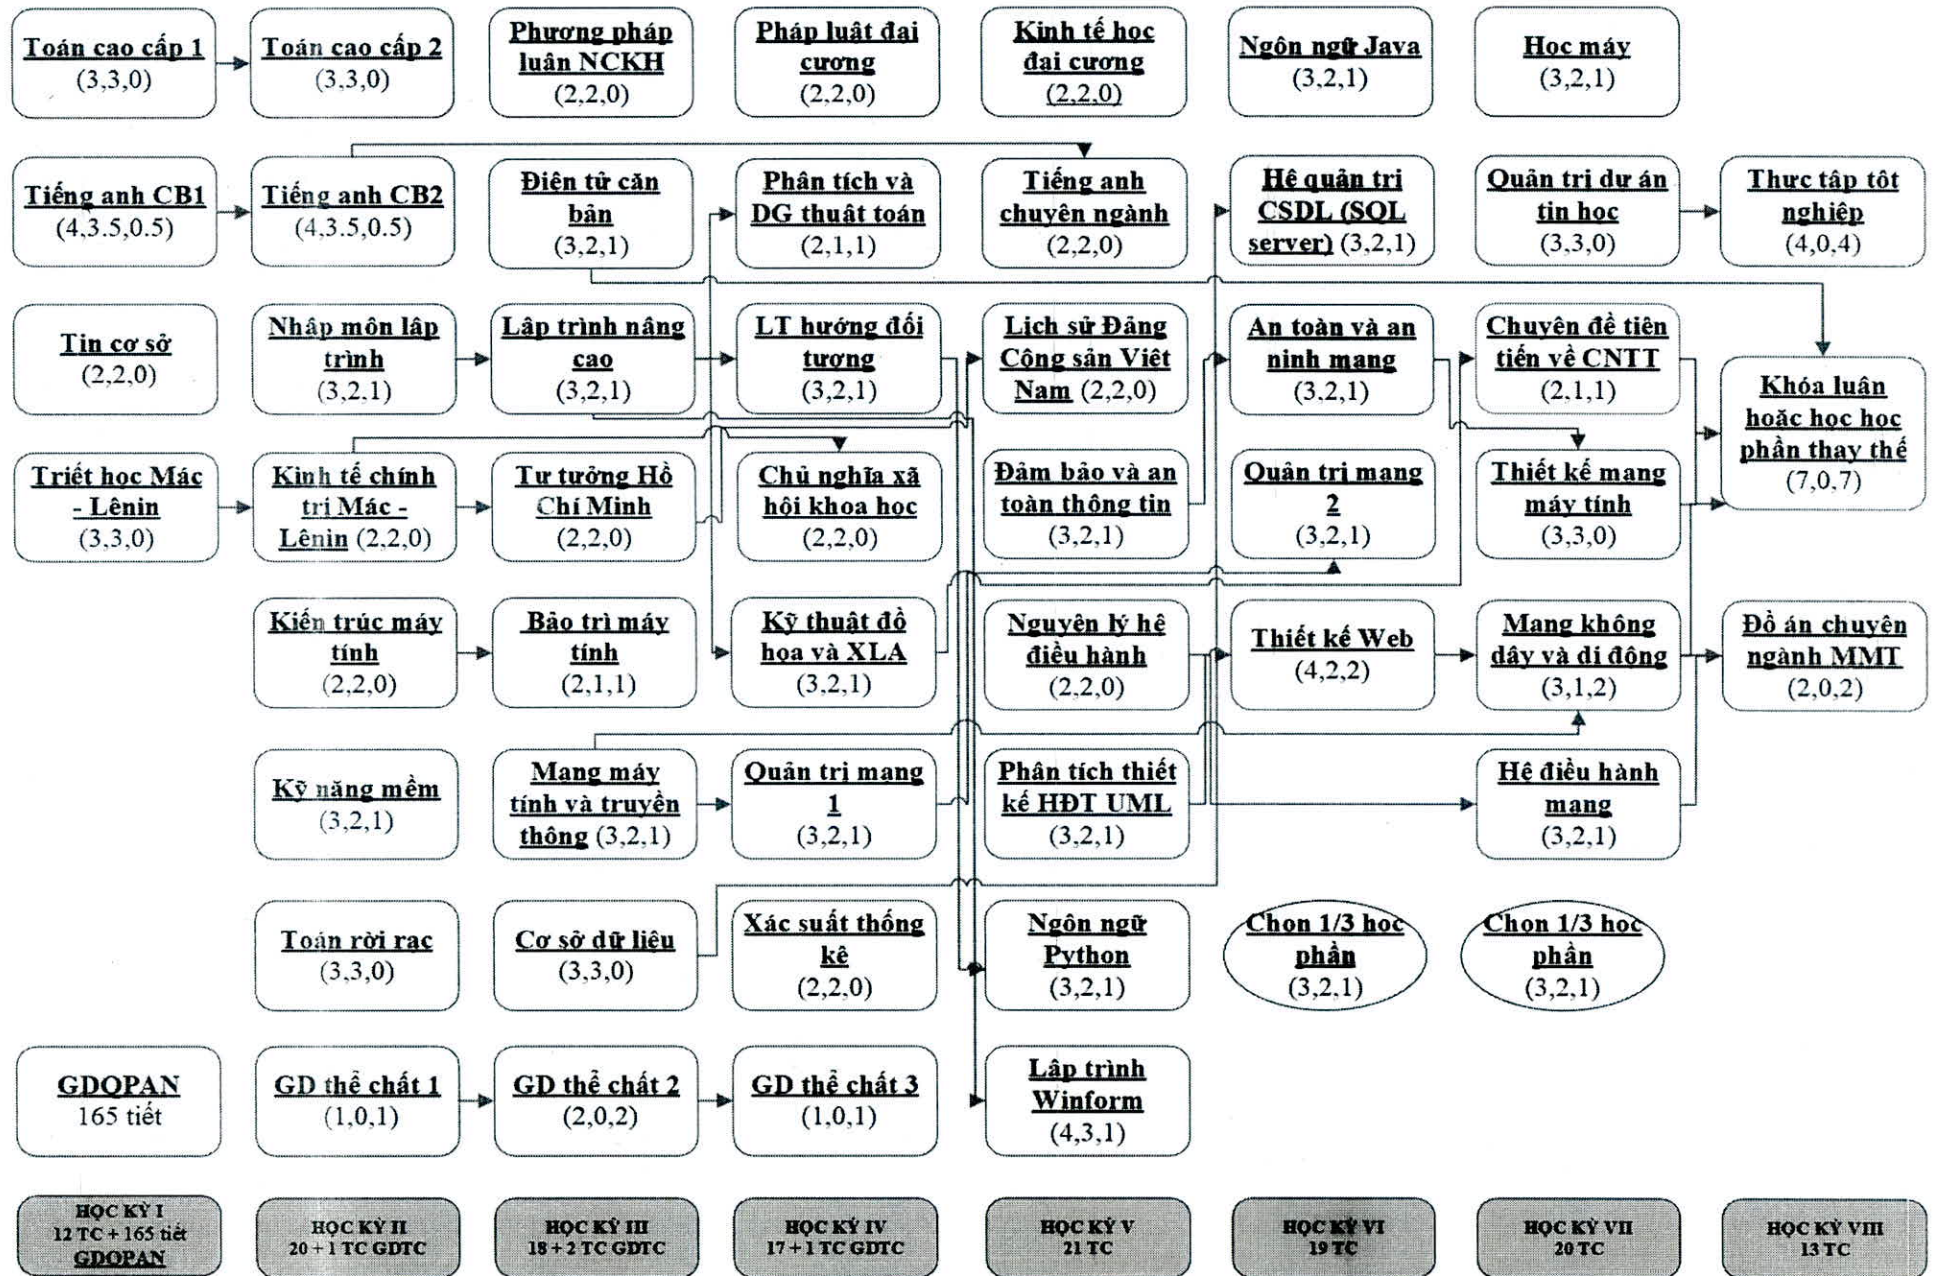 Toán cao cấp 1
(3,3,0)
Toán cao cấp 2
(3,3,0)
Phương pháp
luận NCKH
(2,2,0)
Pháp luật đại
cương
(2,2,0)
Kinh tế học
đại cương
(2,2,0)
Ngôn ngữ Java
(3,2,1)
Học máy
(3,2,1)
Tiếng anh CB1
(4,3.5,0.5)
Tiếng anh CB2
(4,3.5,0.5)
Điện tử căn
bản
(3,2,1)
Phân tích và
DG thuật toán
(2,1,1)
Tiếng anh
chuyên ngành
(2,2,0)
Hệ quản trị
CSDL (SQL
server) (3,2,1)
Quản trị dự án
tin học
(3,3,0)
Thực tập tôt
nghiệp
(4,0,4)
Tin cơ sở
(2,2,0)
Nhập môn lập
trình
(3,2,1)
Lập trình nâng
cao
(3,2,1)
LT hướng đối
tượng
(3,2,1)
Lịch sử Đảng
Cộng sản Việt
Nam (2,2,0)
An toàn và an
ninh mạng
(3,2,1)
Chuyên đề tiên
tiến về CNTT
(2,1,1)
Khóa luận
hoặc học học
phần thay thế
(7,0,7)
Triết học Mác
- Lênin
(3,3,0)
Kinh tế chính
trị Mác -
Lênin (2,2,0)
Tư tưởng Hồ
Chí Minh
(2,2,0)
Chủ nghĩa xã
hội khoa học
(2,2,0)
Đảm bảo và an
toàn thông tin
(3,2,1)
Quản trị mạng
2
(3,2,1)
Thiết kế mạng
máy tính
(3,3,0)
Kiến trúc máy
tính
(2,2,0)
Bảo trì máy
tính
(2,1,1)
Kỹ thuật đồ
họa và XLA
(3,2,1)
Nguyên lý hệ
điều hành
(2,2,0)
Thiết kế Web
(4,2,2)
Mạng không
dây và di động
(3,1,2)
Đồ án chuyên
ngành MMT
(2,0,2)
Kỹ năng mềm
(3,2,1)
Mạng máy
tính và truyền
thông (3,2,1)
Quản trị mạng
1
(3,2,1)
Phân tích thiết
kế HĐT UML
(3,2,1)
Hệ điều hành
mạng
(3,2,1)
Toán rời rạc
(3,3,0)
Cơ sở dữ liệu
(3,3,0)
Xác suất thống
kê
(2,2,0)
Ngôn ngữ
Python
(3,2,1)
Chọn 1/3 học
phần
(3,2,1)
Chọn 1/3 học
phần
(3,2,1)
GDQPAN
165 tiết
GD thể chất 1
(1,0,1)
GD thể chất 2
(2,0,2)
GD thể chất 3
(1,0,1)
Lập trình
Winform
(4,3,1)
HỌC KỲ I
12 TC + 165 tiết
GDQPAN
HỌC KỲ II
20 + 1 TC GDTC
HỌC KỲ III
18 + 2 TC GDTC
HỌC KỲ IV
17 + 1 TC GDTC
HỌC KỲ V
21 TC
HỌC KỲ VI
19 TC
HỌC KỲ VII
20 TC
HỌC KỲ VIII
13 TC